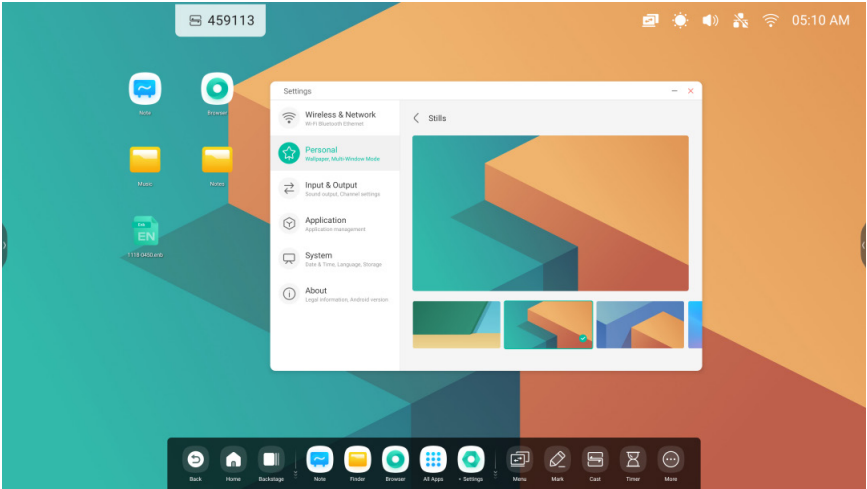 459113
05:10 AM
Note
Browser
Music
Notes
Enb
EN
1118-0450.enb
Settings
Wireless & Network
Wi-Fi Bluetooth Ethernet
Personal
Wallpaper, Multi-Window Mode
Input & Output
Sound output, Channel settings
Application
Application management
System
Date & Time, Language, Storage
About
Legal information, Android version
Stills
Back
Home
Backstage
Note
Finder
Browser
All Apps
• Settings
Menu
Mark
Cast
Timer
More